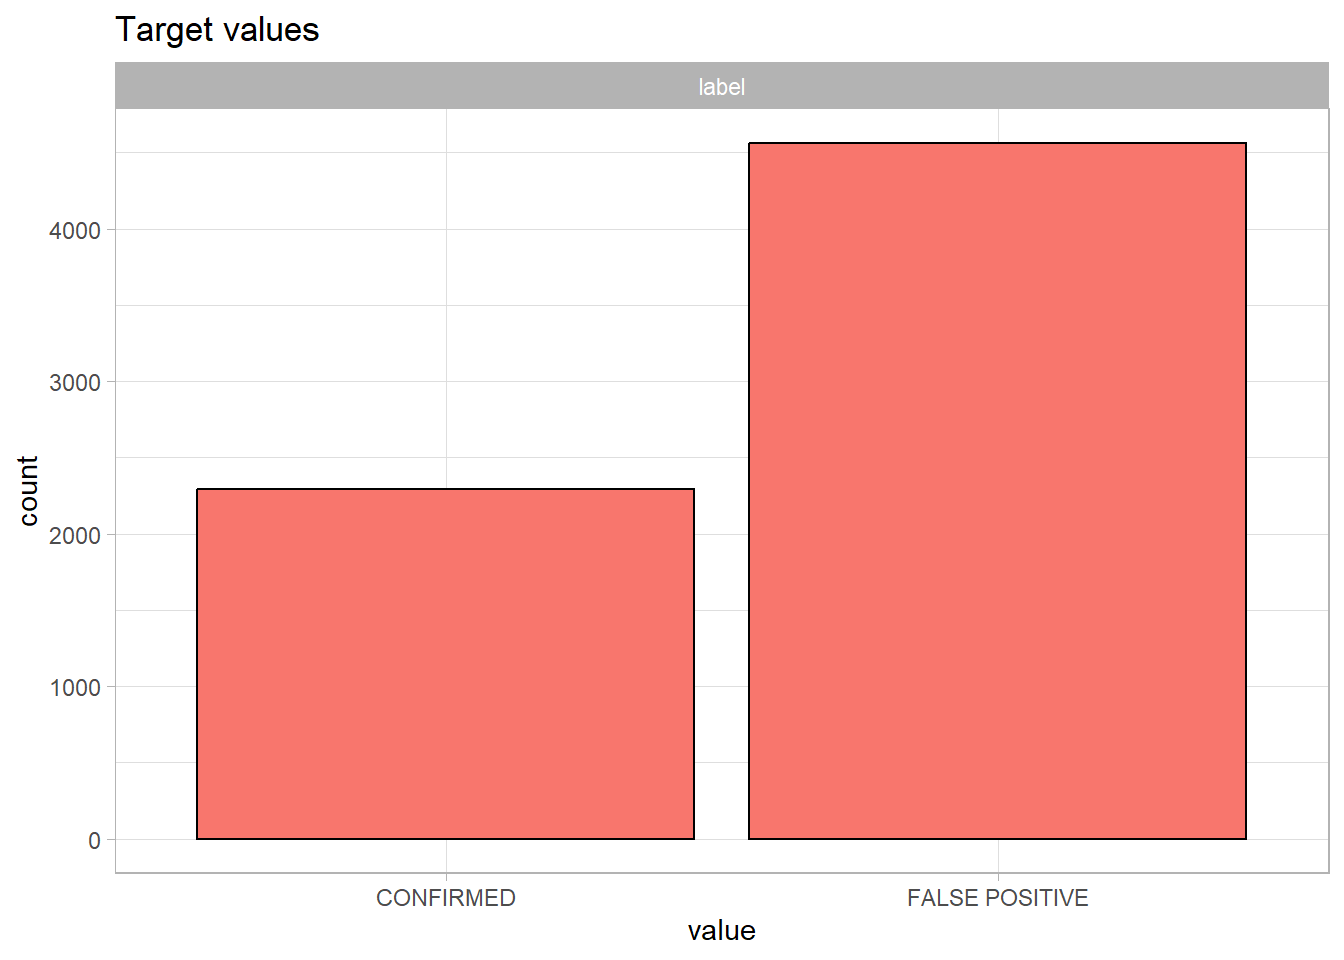 Target values
label
4000
3000
2000
1000
0
count
CONFIRMED
FALSE POSITIVE
value